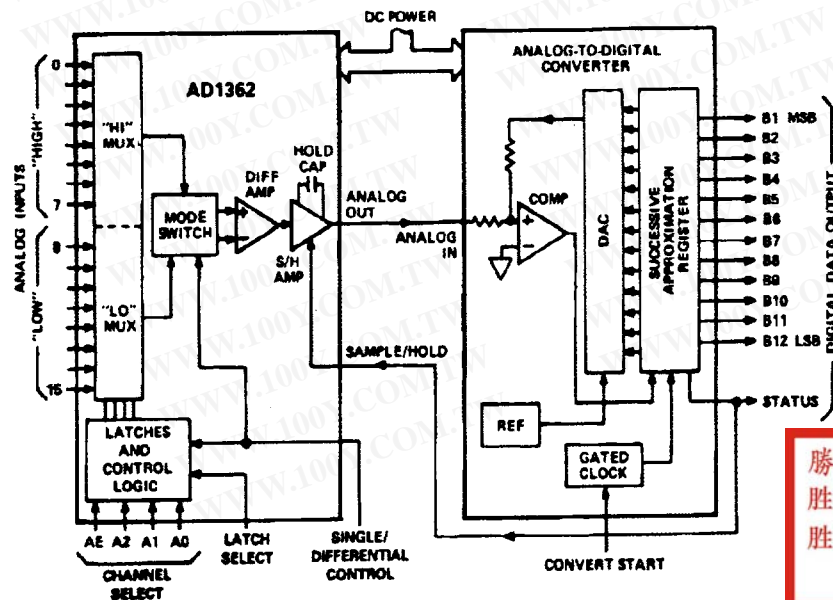 DC POWER
AD1362
ANALOG-TO-DIGITAL
CONVERTER
ANALOG INPUTS
"HIGH"
"LOW"
0
7
8
15
"HI"
MUX
"LO"
MUX
MODE
SWITCH
DIFF
AMP
HOLD
CAP
S/H
AMP
ANALOG
OUT
ANALOG
IN
SAMPLE/HOLD
LATCHES
AND
CONTROL
LOGIC
AE
A2
A1
A0
CHANNEL
SELECT
LATCH
SELECT
SINGLE/
DIFFERENTIAL
CONTROL
COMP
+
−
DAC
SUCCESSIVE
APPROXIMATION
REGISTER
REF
GATED
CLOCK
CONVERT START
B1 MSB
B2
B3
B4
B5
B6
B7
B8
B9
B10
B11
B12 LSB
STATUS
DIGITAL DATA OUTPUT
WWW.100Y.COM.TW
勝
胜
胜